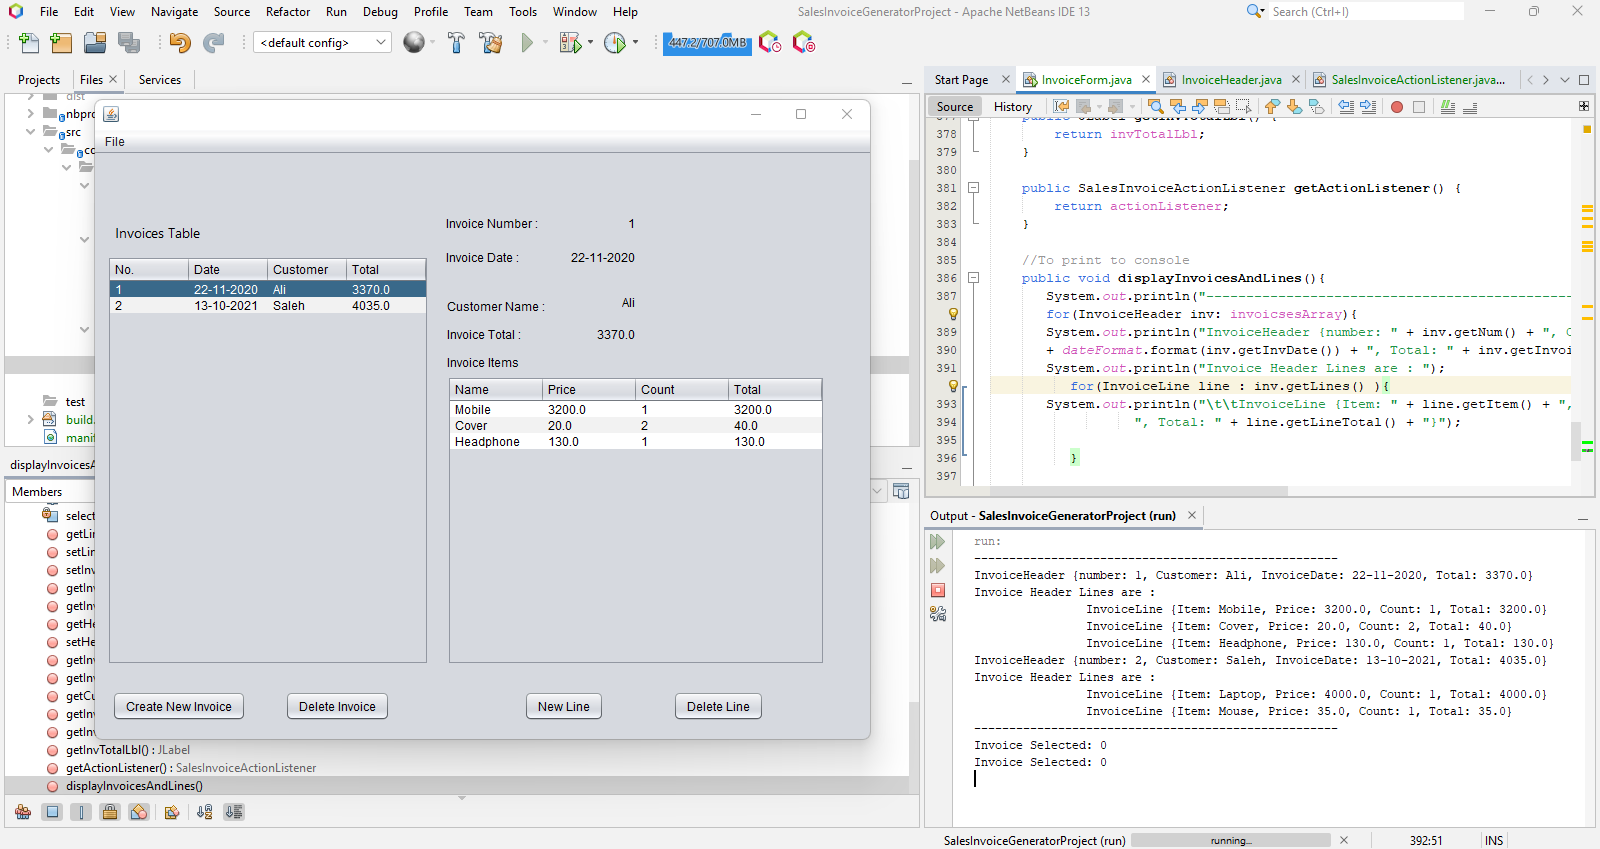 File Edit View Navigate Source Refactor Run Debug Profile Team Tools Window Help
SalesInvoiceGeneratorProject - Apache NetBeans IDE 13
Search (Ctrl+I)
<default config>
447.2/707.0MB
Projects Files Services
nbpro
src
test
build.
manif
displayInvoicesA
Members
select
getLin
setLin
setInv
getInv
getInv
getHe
setHe
getInv
getInv
getCu
getInv
getInv
getInvTotalLbl() : JLabel
getActionListener() : SalesInvoiceActionListener
displayInvoicesAndLines()
File
Invoices Table
No. Date Customer Total
1 22-11-2020 Ali 3370.0
2 13-10-2021 Saleh 4035.0
Create New Invoice
Delete Invoice
Invoice Number : 1
Invoice Date : 22-11-2020
Customer Name : Ali
Invoice Total : 3370.0
Invoice Items
Name Price Count Total
Mobile 3200.0 1 3200.0
Cover 20.0 2 40.0
Headphone 130.0 1 130.0
New Line
Delete Line
Start Page InvoiceForm.java InvoiceHeader.java SalesInvoiceActionListener.java...
Source History
377 public JLabel getInvTotalLbl() {
378 return invTotalLbl;
379 }
380
381 public SalesInvoiceActionListener getActionListener() {
382 return actionListener;
383 }
384
385 //To print to console
386 public void displayInvoicesAndLines(){
387 System.out.println("----------------------------------------------
for(InvoiceHeader inv: invoicsesArray){
389 System.out.println("InvoiceHeader {number: " + inv.getNum() + ", C
390 + dateFormat.format(inv.getInvDate()) + ", Total: " + inv.getInvoi
391 System.out.println("Invoice Header Lines are : ");
for(InvoiceLine line : inv.getLines() ){
393 System.out.println("\t\tInvoiceLine {Item: " + line.getItem() + ",
394 ", Total: " + line.getLineTotal() + "}");
395
396 }
397
Output - SalesInvoiceGeneratorProject (run)
run:
----------------------------------------------------
InvoiceHeader {number: 1, Customer: Ali, InvoiceDate: 22-11-2020, Total: 3370.0}
Invoice Header Lines are :
InvoiceLine {Item: Mobile, Price: 3200.0, Count: 1, Total: 3200.0}
InvoiceLine {Item: Cover, Price: 20.0, Count: 2, Total: 40.0}
InvoiceLine {Item: Headphone, Price: 130.0, Count: 1, Total: 130.0}
InvoiceHeader {number: 2, Customer: Saleh, InvoiceDate: 13-10-2021, Total: 4035.0}
Invoice Header Lines are :
InvoiceLine {Item: Laptop, Price: 4000.0, Count: 1, Total: 4000.0}
InvoiceLine {Item: Mouse, Price: 35.0, Count: 1, Total: 35.0}
----------------------------------------------------
Invoice Selected: 0
Invoice Selected: 0
SalesInvoiceGeneratorProject (run) running... 392:51 INS